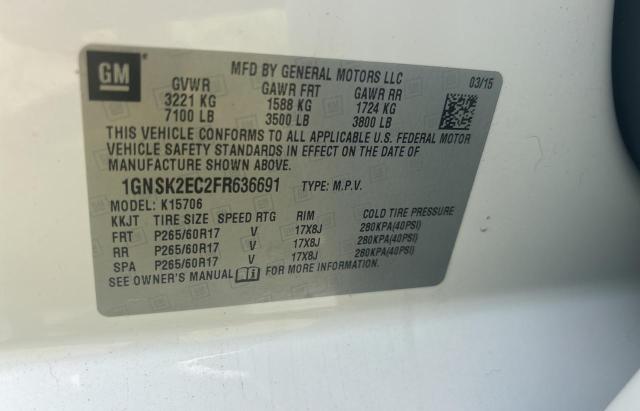 GM
MFD BY GENERAL MOTORS LLC
03/15
GVWR GAWR FRT GAWR RR
3221 KG 1588 KG 1724 KG
7100 LB 3500 LB 3800 LB
THIS VEHICLE CONFORMS TO ALL APPLICABLE U.S. FEDERAL MOTOR
VEHICLE SAFETY STANDARDS IN EFFECT ON THE DATE OF
MANUFACTURE SHOWN ABOVE.
1GNSK2EC2FR636691 TYPE: M.P.V.
MODEL: K15706
KKJT TIRE SIZE SPEED RTG RIM COLD TIRE PRESSURE
FRT P265/60R17 V 17X8J 280KPA(40PSI)
RR P265/60R17 V 17X8J 280KPA(40PSI)
SPA P265/60R17 V 17X8J 280KPA(40PSI)
SEE OWNER'S MANUAL FOR MORE INFORMATION.